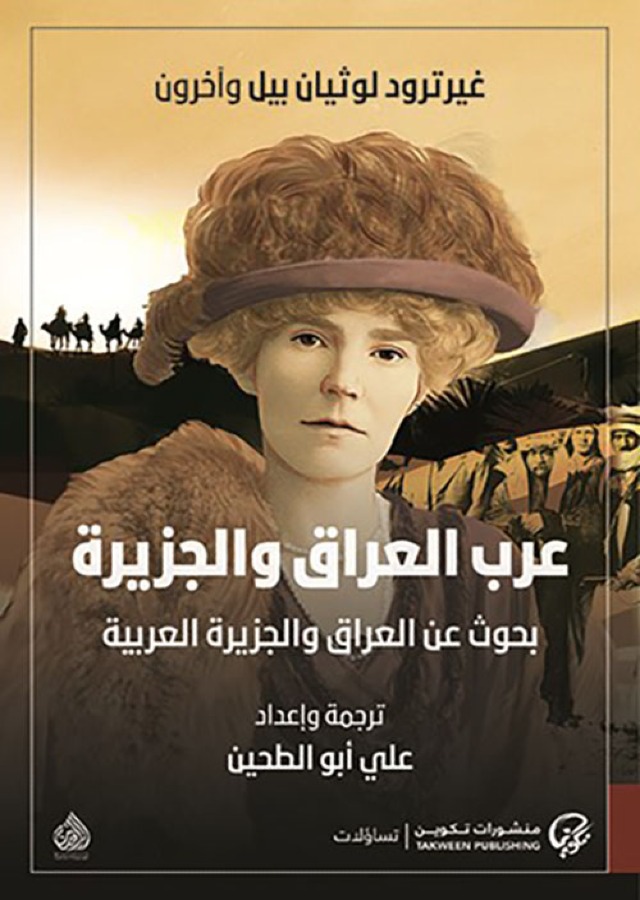 غيرترود لوثيان بيل وآخرون
عرب العراق والجزيرة
بحوث عن العراق والجزيرة العربية
ترجمة وإعداد
علي أبو الطحين
تساؤلات | منشورات تكوين
TAKWEEN PUBLISHING
تكوين